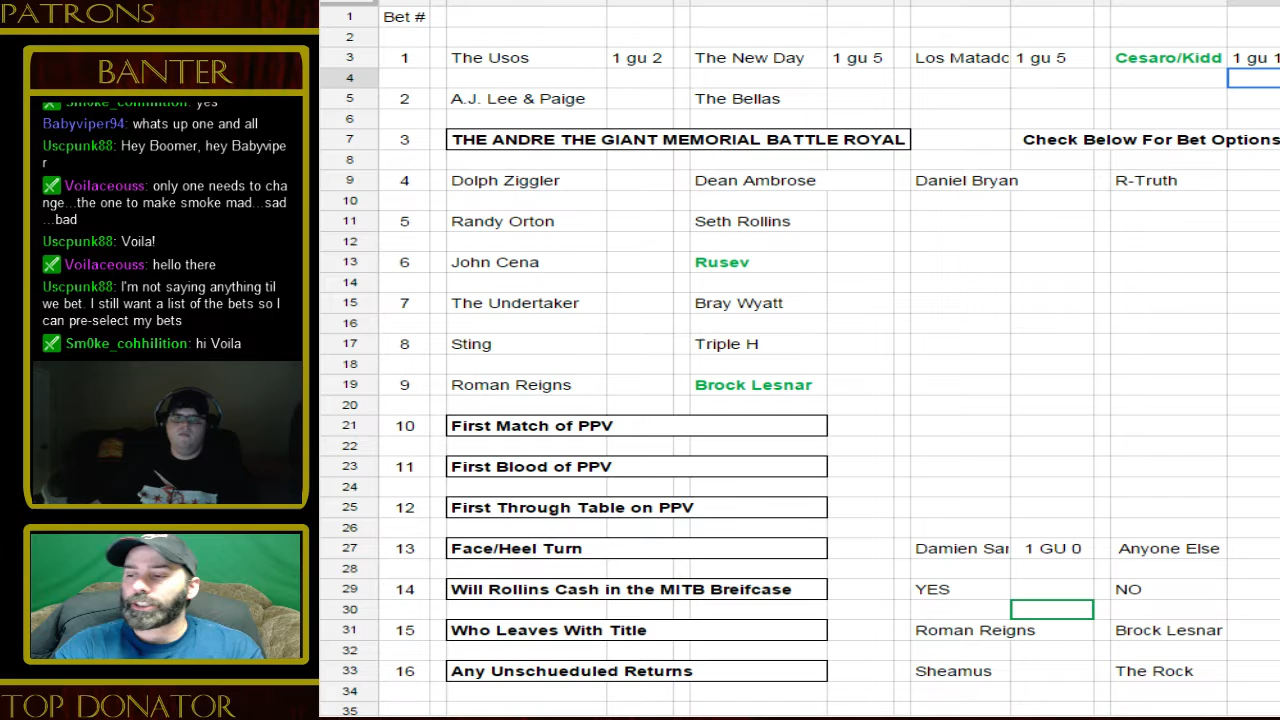 PATRONS
BANTER
Sm0ke_cohhilition: yes
Babyviper94: whats up one and all
Uscpunk88: Hey Boomer, hey Babyvipe
r
Voilaceouss: only one needs to cha
nge...the one to make smoke mad...sad
...bad
Uscpunk88: Voila!
Voilaceouss: hello there
Uscpunk88: I'm not saying anything til
we bet. I still want a list of the bets so I
can pre-select my bets
Sm0ke_cohhilition: hi Voila
TOP DONATOR
1 Bet #
2
3 1 The Usos 1 gu 2 The New Day 1 gu 5 Los Matadc 1 gu 5 Cesaro/Kidd 1 gu 1
4
5 2 A.J. Lee & Paige The Bellas
6
7 3 THE ANDRE THE GIANT MEMORIAL BATTLE ROYAL Check Below For Bet Options
8
9 4 Dolph Ziggler Dean Ambrose Daniel Bryan R-Truth
10
11 5 Randy Orton Seth Rollins
12
13 6 John Cena Rusev
14
15 7 The Undertaker Bray Wyatt
16
17 8 Sting Triple H
18
19 9 Roman Reigns Brock Lesnar
20
21 10 First Match of PPV
22
23 11 First Blood of PPV
24
25 12 First Through Table on PPV
26
27 13 Face/Heel Turn Damien Sar 1 GU 0 Anyone Else
28
29 14 Will Rollins Cash in the MITB Breifcase YES NO
30
31 15 Who Leaves With Title Roman Reigns Brock Lesnar
32
33 16 Any Unschueduled Returns Sheamus The Rock
34
35